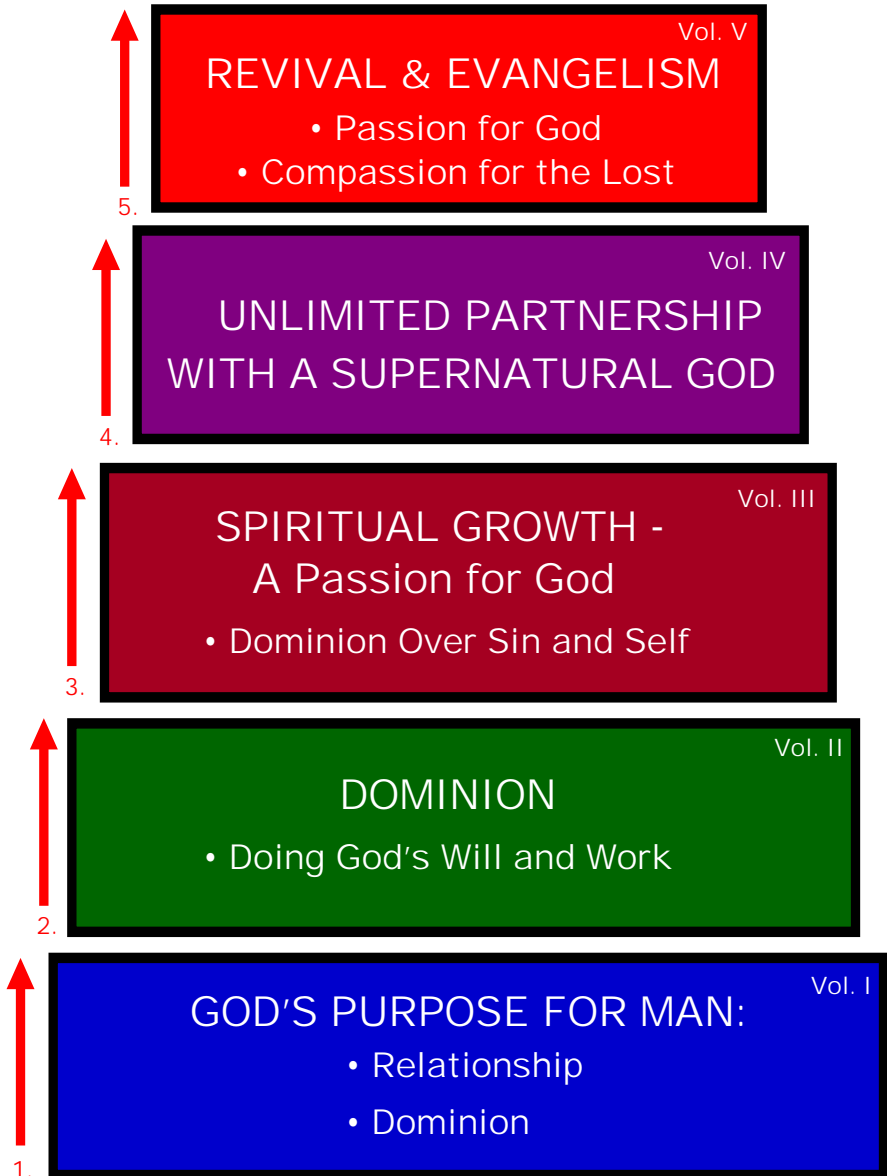 Vol. V
REVIVAL & EVANGELISM
• Passion for God
• Compassion for the Lost
5.
Vol. IV
UNLIMITED PARTNERSHIP
WITH A SUPERNATURAL GOD
4.
Vol. III
SPIRITUAL GROWTH -
A Passion for God
• Dominion Over Sin and Self
3.
Vol. II
DOMINION
• Doing God's Will and Work
2.
Vol. I
GOD'S PURPOSE FOR MAN:
• Relationship
• Dominion
1.